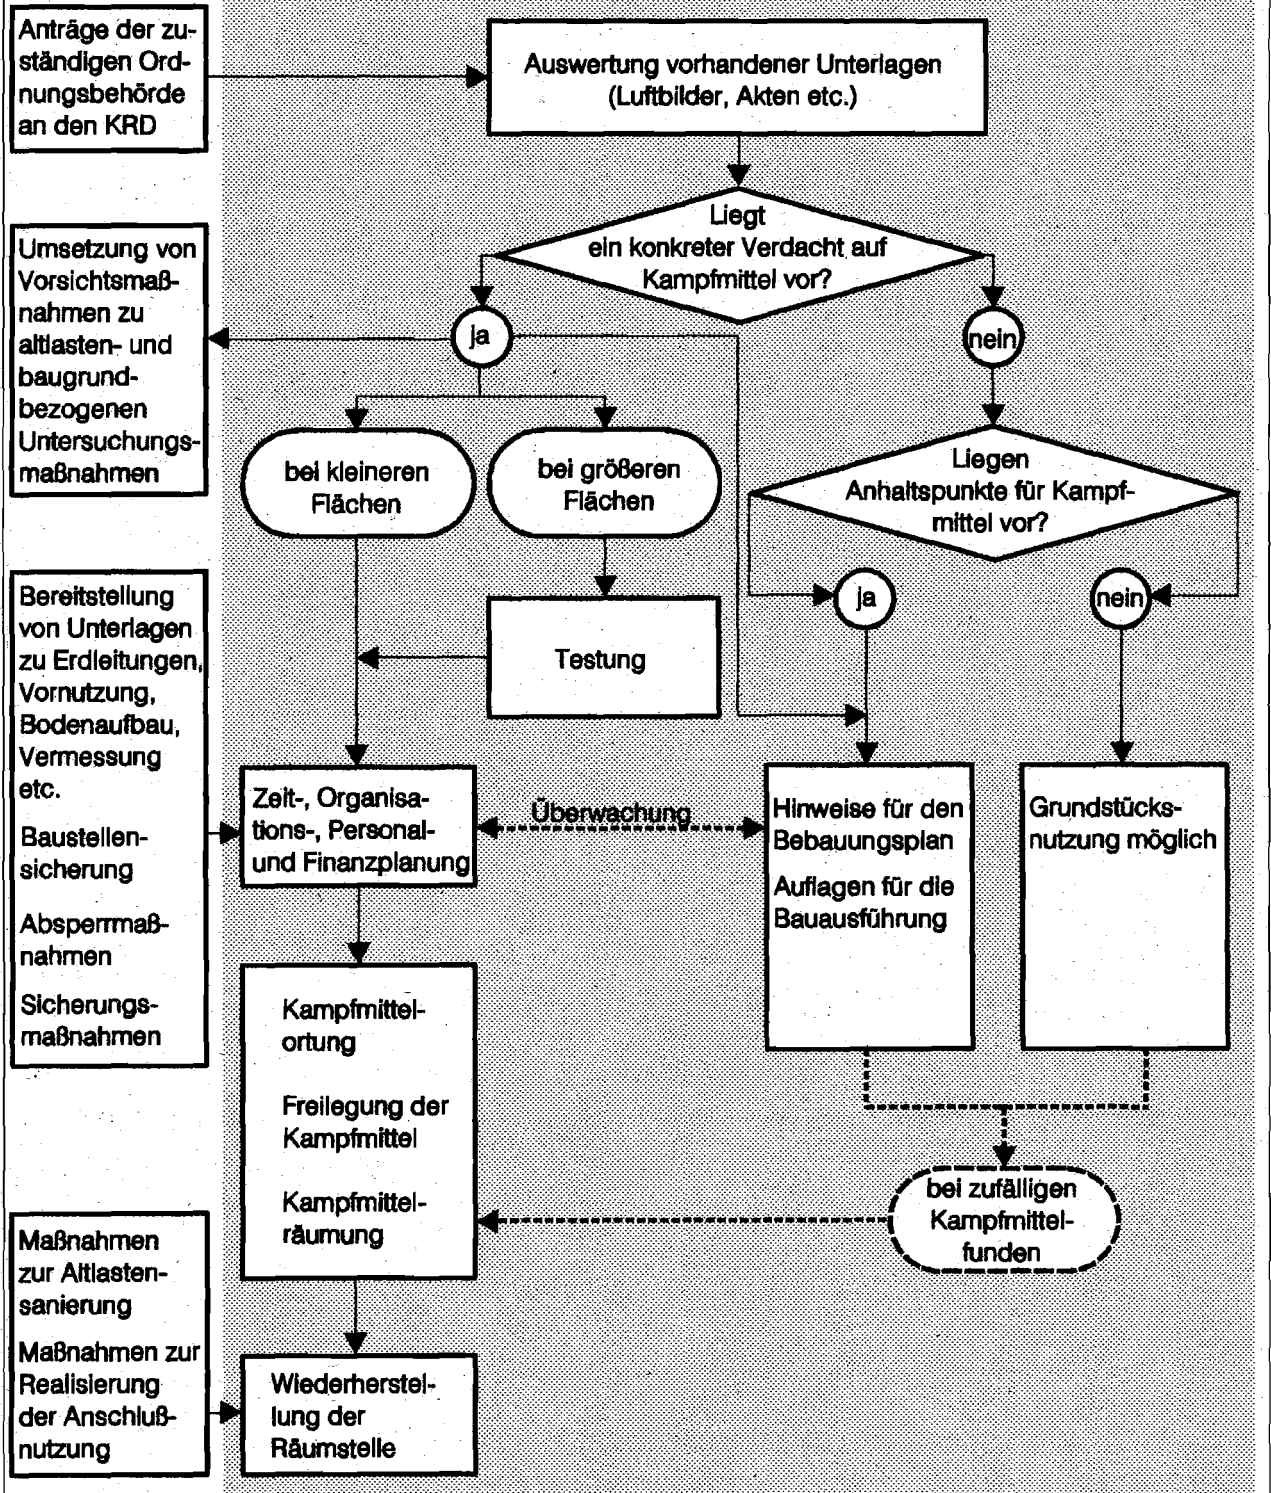 Anträge der zu-
ständigen Ord-
nungsbehörde
an den KRD
Auswertung vorhandener Unterlagen
(Luftbilder, Akten etc.)
Liegt
ein konkreter Verdacht auf
Kampfmittel vor?
Umsetzung von
Vorsichtsmaß-
nahmen zu
altlasten- und
baugrund-
bezogenen
Untersuchungs-
maßnahmen
ja
nein
bei kleineren
Flächen
bei größeren
Flächen
Liegen
Anhaltspunkte für Kampf-
mittel vor?
ja
nein
Testung
Bereitstellung
von Unterlagen
zu Erdleitungen,
Vornutzung,
Bodenaufbau,
Vermessung
etc.
Baustellen-
sicherung
Absperrmaß-
nahmen
Sicherungs-
maßnahmen
Zeit-, Organisa-
tions-, Personal-
und Finanzplanung
Überwachung
Hinweise für den
Bebauungsplan
Auflagen für die
Bauausführung
Grundstücks-
nutzung möglich
Kampfmittel-
ortung
Freilegung der
Kampfmittel
Kampfmittel-
räumung
bei zufälligen
Kampfmittel-
funden
Maßnahmen
zur Altlasten-
sanierung
Maßnahmen zur
Realisierung
der Anschluß-
nutzung
Wiederherstel-
lung der
Räumstelle